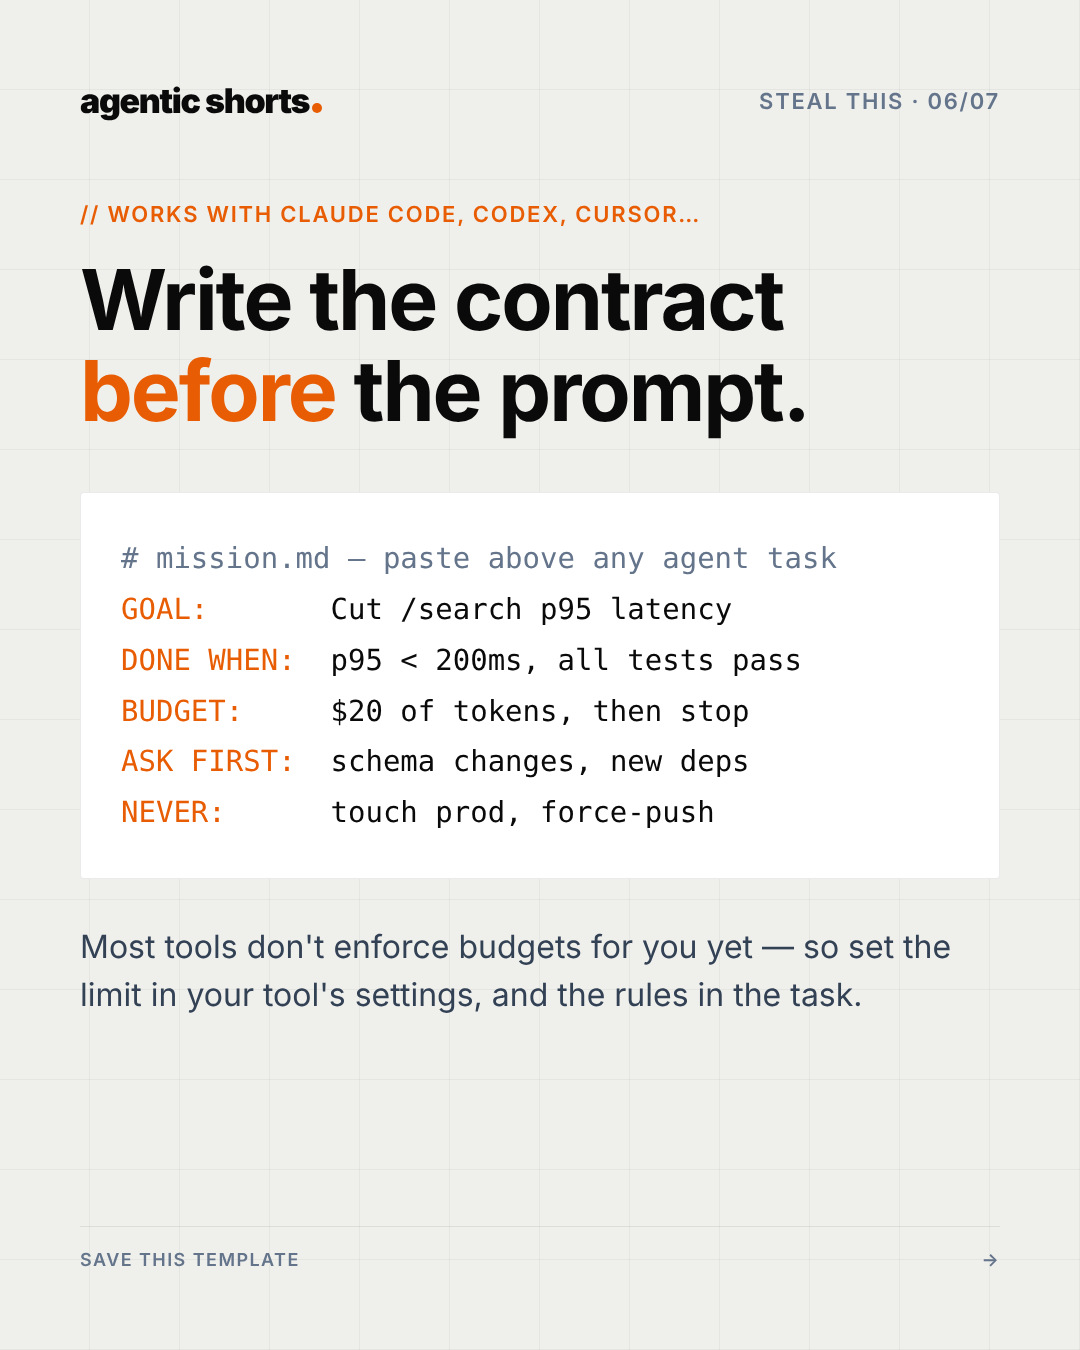 agentic shorts.
STEAL THIS · 06/07
// WORKS WITH CLAUDE CODE, CODEX, CURSOR...
Write the contract
before the prompt.
# mission.md — paste above any agent task
GOAL: Cut /search p95 latency
DONE WHEN: p95 < 200ms, all tests pass
BUDGET: $20 of tokens, then stop
ASK FIRST: schema changes, new deps
NEVER: touch prod, force-push
Most tools don't enforce budgets for you yet — so set the
limit in your tool's settings, and the rules in the task.
SAVE THIS TEMPLATE →